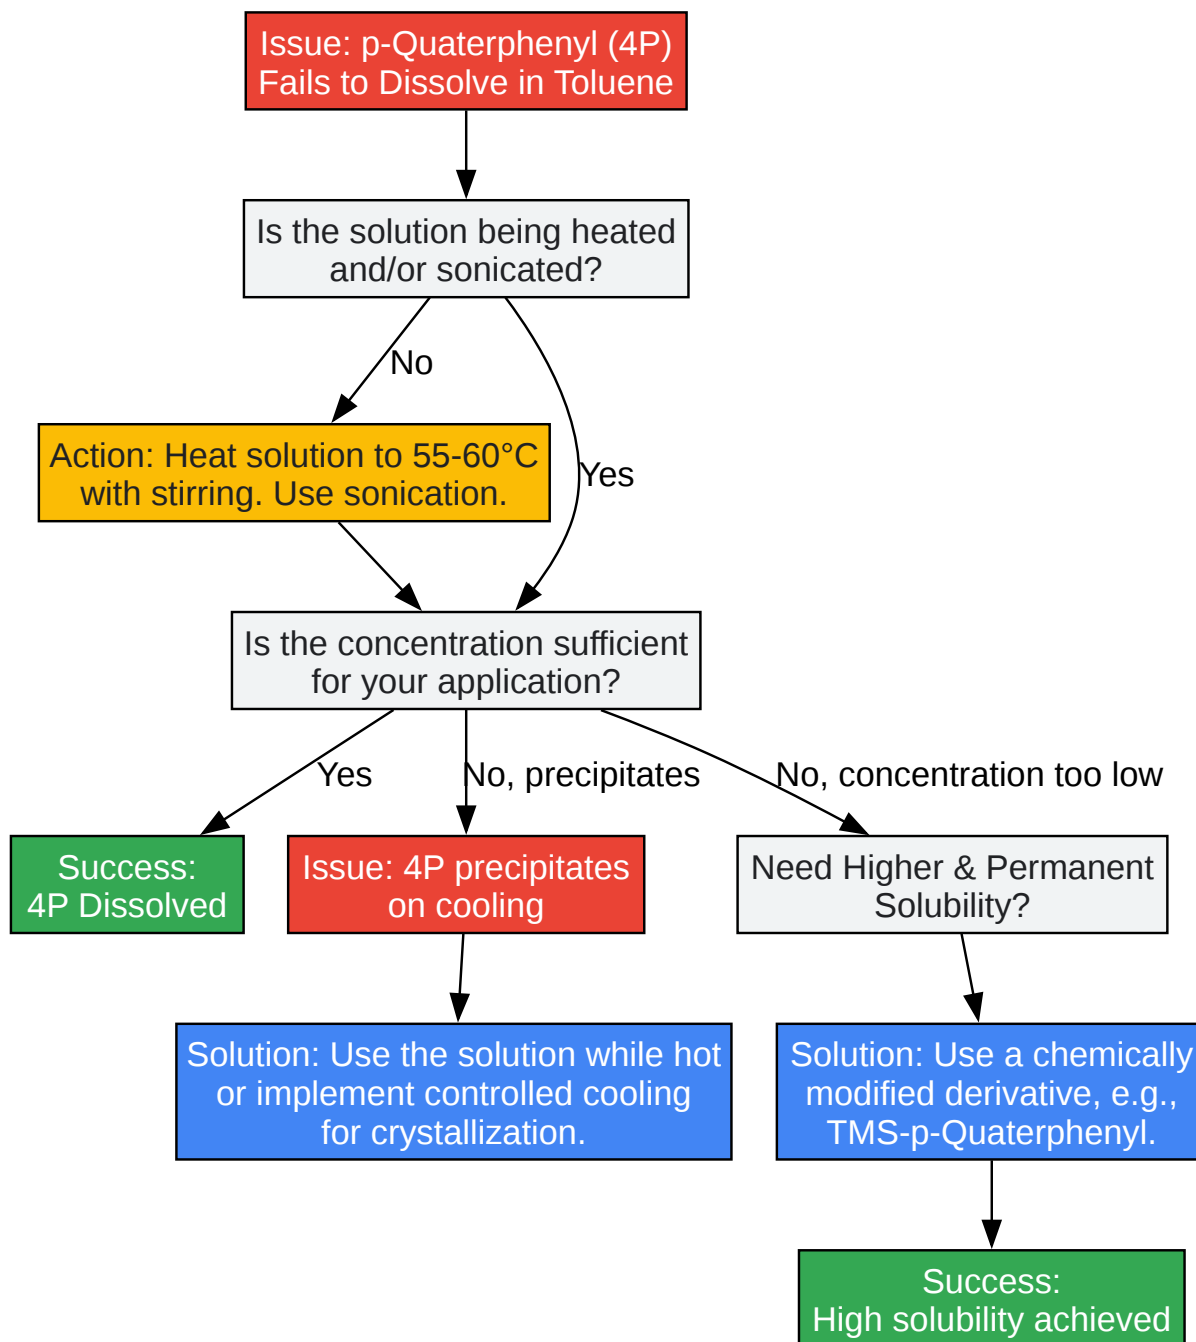 Issue: p-Quaterphenyl (4P)
Fails to Dissolve in Toluene
Is the solution being heated
and/or sonicated?
No
Action: Heat solution to 55-60°C
with stirring. Use sonication.
Yes
Is the concentration sufficient
for your application?
Yes
No, precipitates
No, concentration too low
Success:
4P Dissolved
Issue: 4P precipitates
on cooling
Need Higher & Permanent
Solubility?
Solution: Use the solution while hot
or implement controlled cooling
for crystallization.
Solution: Use a chemically
modified derivative, e.g.,
TMS-p-Quaterphenyl.
Success:
High solubility achieved